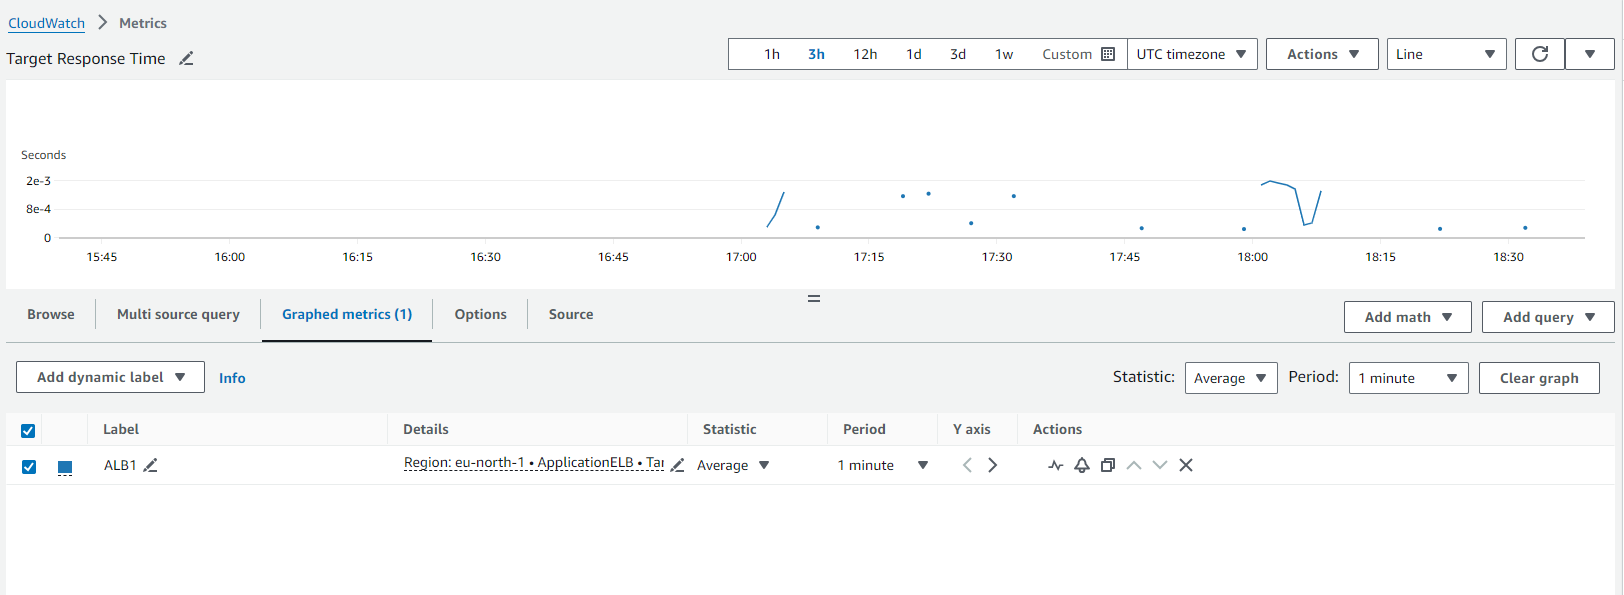 CloudWatch Metrics
Target Response Time
1h 3h 12h 1d 3d 1w Custom UTC timezone Actions Line
Seconds
2e-3
8e-4
0
15:45 16:00 16:15 16:30 16:45 17:00 17:15 17:30 17:45 18:00 18:15 18:30
Browse Multi source query Graphed metrics (1) Options Source Add math Add query
Add dynamic label Info Statistic: Average Period: 1 minute Clear graph
Label Details Statistic Period Y axis Actions
ALB1 Region: eu-north-1 • ApplicationELB • Tar Average 1 minute